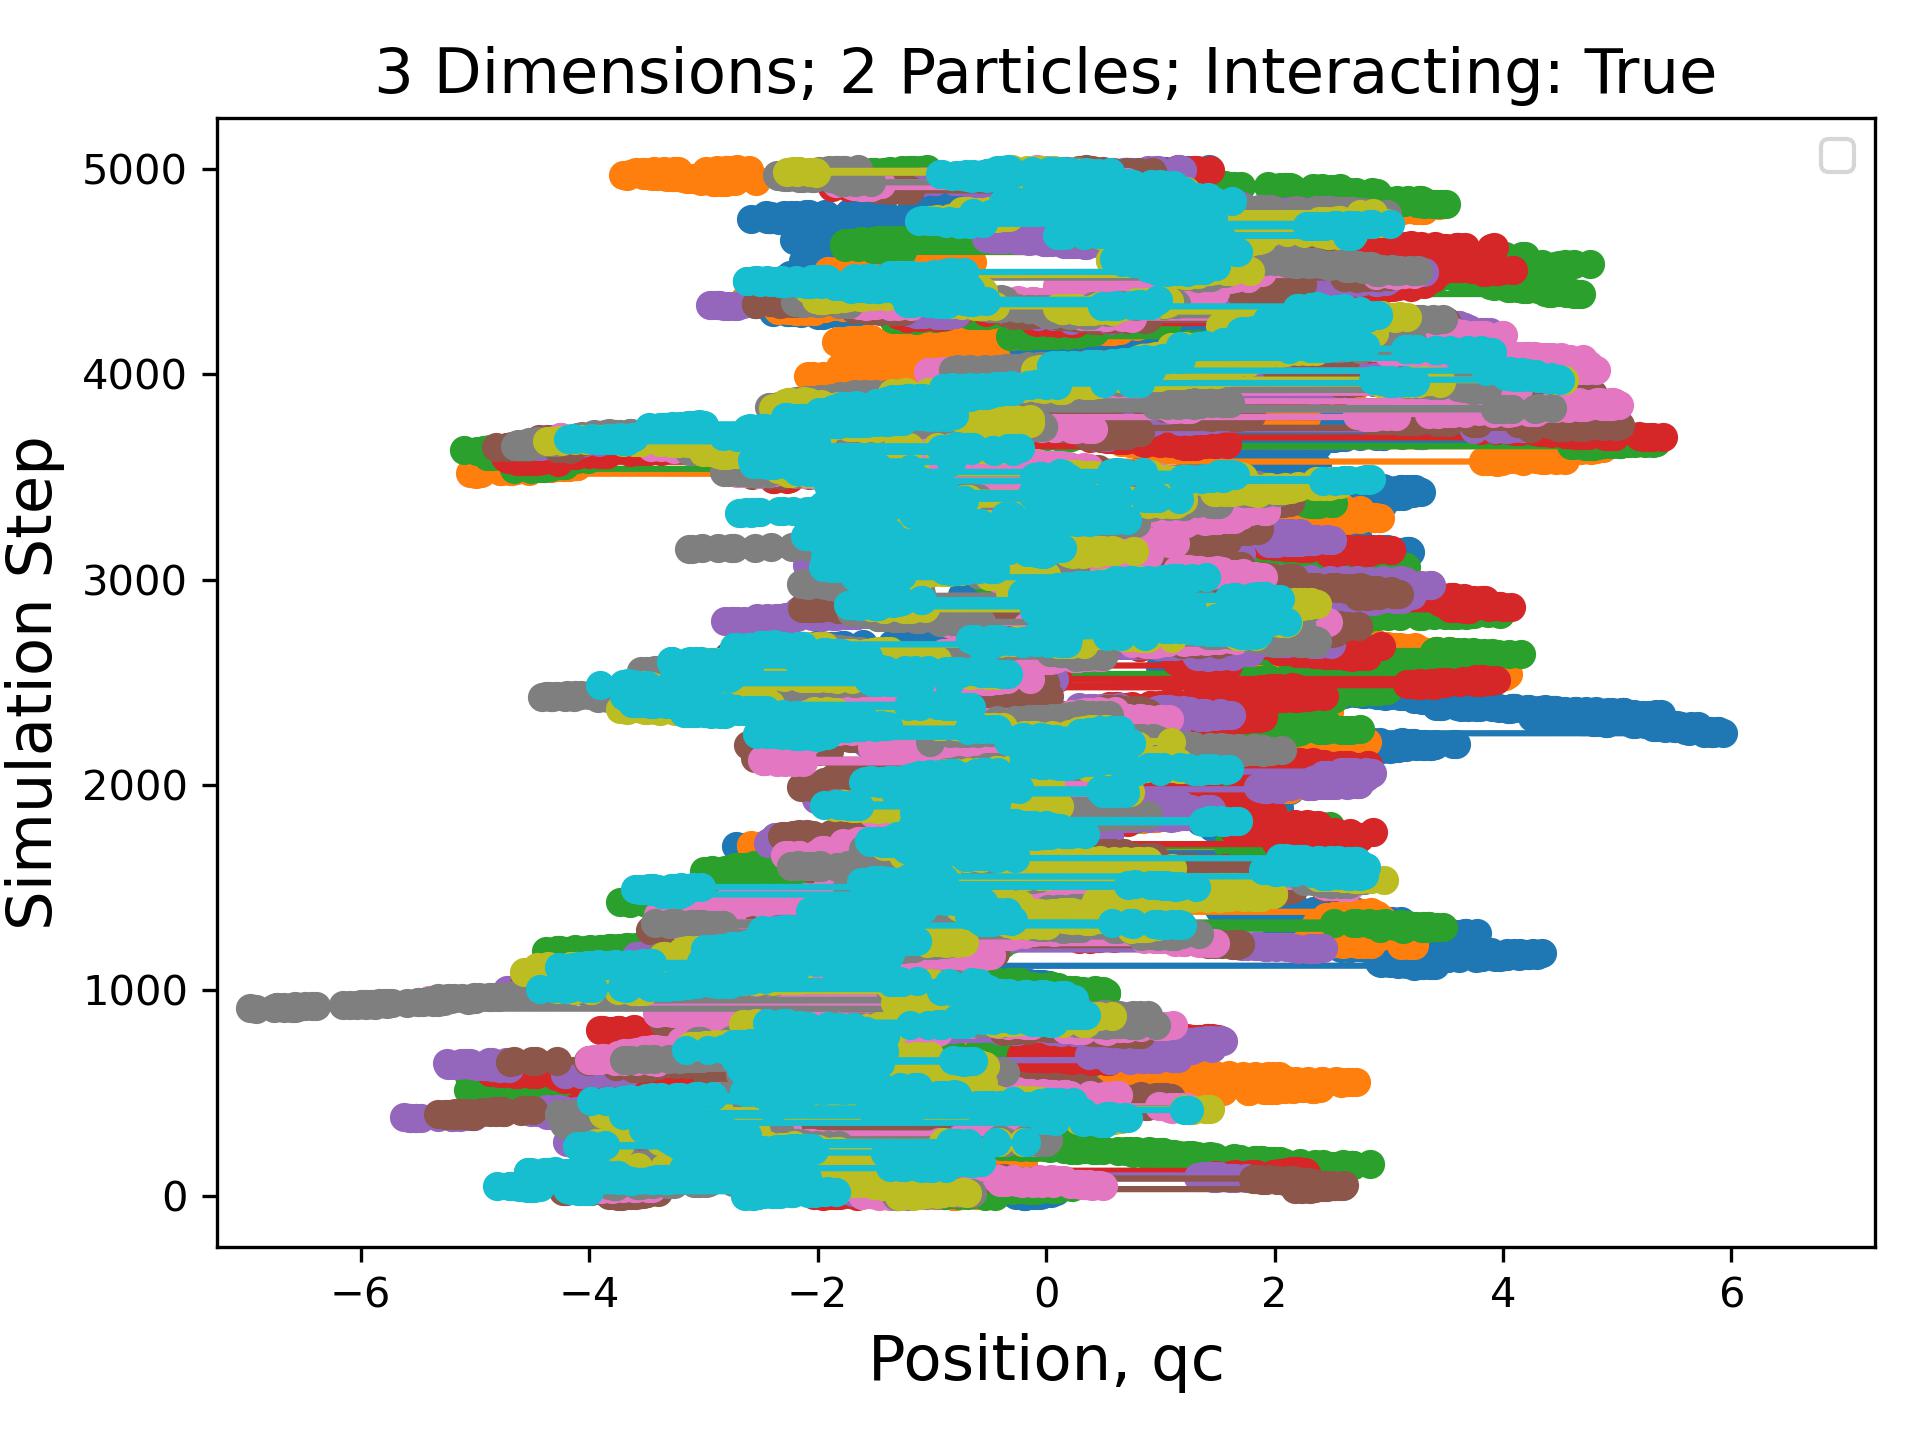 3 Dimensions; 2 Particles; Interacting: True
Simulation Step
5000
4000
3000
2000
1000
0
−6 −4 −2 0 2 4 6
Position, qc